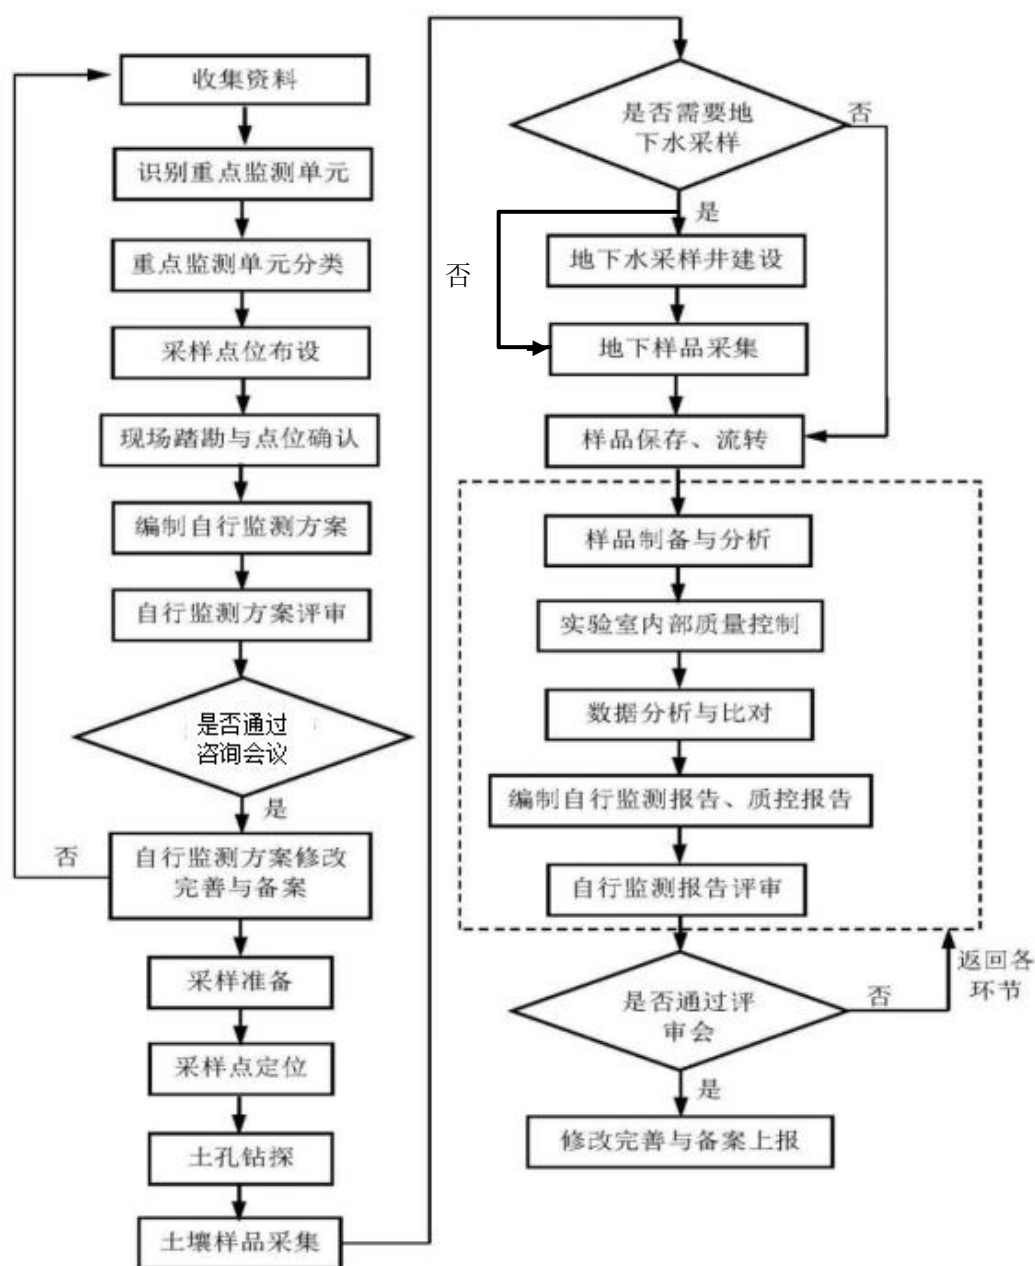 收集资料
识别重点监测单元
重点监测单元分类
采样点位布设
现场踏勘与点位确认
编制自行监测方案
自行监测方案评审
是否通过
咨询会议
是
否
自行监测方案修改
完善与备案
采样准备
采样点定位
土孔钻探
土壤样品采集
是否需要地
下水采样
否
是
否
地下水采样井建设
地下样品采集
样品保存、流转
样品制备与分析
实验室内部质量控制
数据分析与比对
编制自行监测报告、质控报告
自行监测报告评审
是否通过评
审会
否
返回各
环节
是
修改完善与备案上报